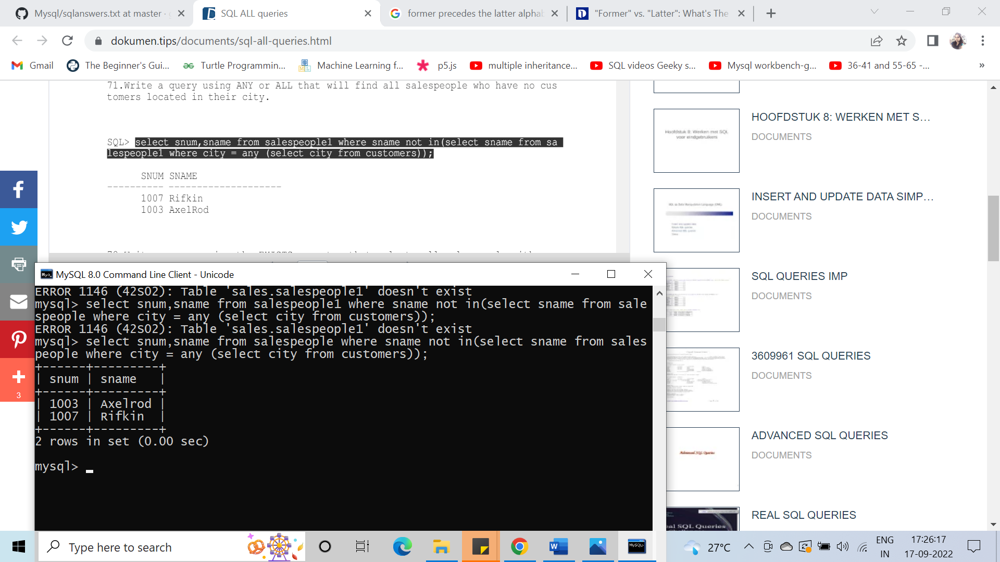 Mysql/sqlanswers.txt at master ·
SQL ALL queries
former precedes the latter alphab
"Former" vs. "Latter": What's The
dokumen.tips/documents/sql-all-queries.html
Gmail
The Beginner's Gui...
Turtle Programmin...
Machine Learning f...
p5.js
multiple inheritance...
SQL videos Geeky s...
Mysql workbench-g...
36-41 and 55-65 -...
»
71.Write a query using ANY or ALL that will find all salespeople who have no cus
tomers located in their city.
SQL> select snum,sname from salespeople1 where sname not in(select sname from sa
lespeople1 where city = any (select city from customers));
SNUM SNAME
---------- --------------------
1007 Rifkin
1003 AxelRod
3
HOOFDSTUK 8: WERKEN MET S...
DOCUMENTS
Hoofdstuk 8: Werken met SQL
voor eindgebruikers
INSERT AND UPDATE DATA SIMP...
DOCUMENTS
SQL QUERIES IMP
DOCUMENTS
3609961 SQL QUERIES
DOCUMENTS
ADVANCED SQL QUERIES
DOCUMENTS
Advanced SQL Queries
REAL SQL QUERIES
MySQL 8.0 Command Line Client - Unicode
ERROR 1146 (42S02): Table 'sales.salespeople1' doesn't exist
mysql> select snum,sname from salespeople1 where sname not in(select sname from sale
speople where city = any (select city from customers));
ERROR 1146 (42S02): Table 'sales.salespeople1' doesn't exist
mysql> select snum,sname from salespeople where sname not in(select sname from sales
people where city = any (select city from customers));
+------+---------+
| snum | sname   |
+------+---------+
| 1003 | Axelrod |
| 1007 | Rifkin  |
+------+---------+
2 rows in set (0.00 sec)
mysql>
Type here to search
27°C
ENG
IN
17:26:17
17-09-2022